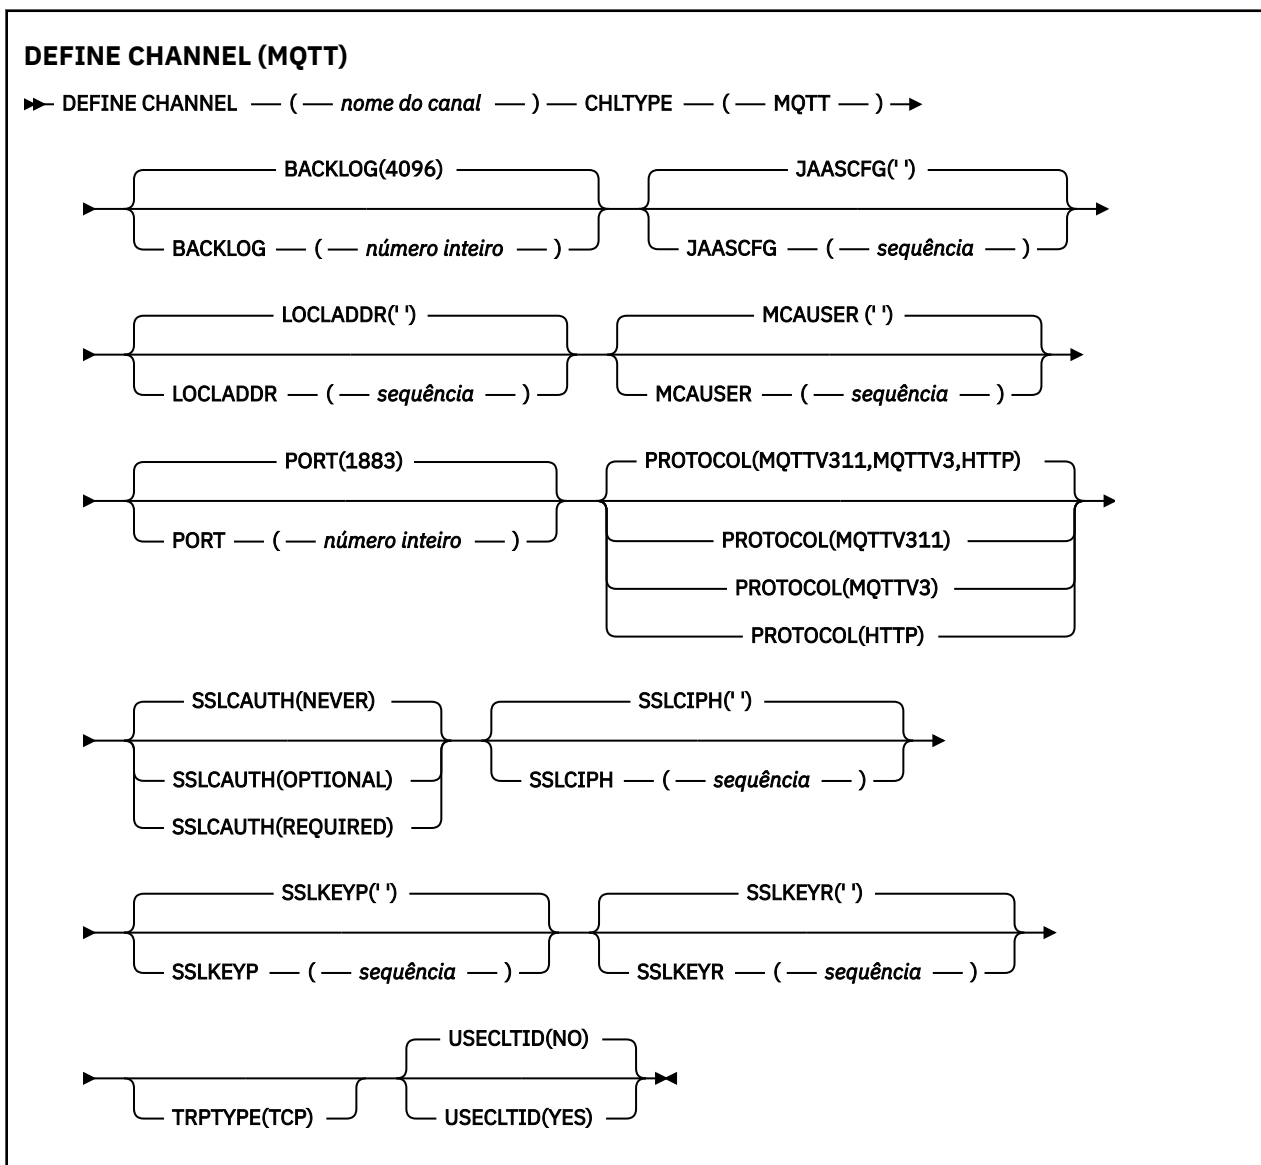 DEFINE CHANNEL (MQTT)
DEFINE CHANNEL ( nome do canal ) CHLTYPE ( MQTT )
BACKLOG(4096) JAASCFG(' ')
BACKLOG ( número inteiro ) JAASCFG ( sequência )
LOCLADDR(' ') MCAUSER (' ')
LOCLADDR ( sequência ) MCAUSER ( sequência )
PORT(1883) PROTOCOL(MQTTV311,MQTTV3,HTTP)
PORT ( número inteiro ) PROTOCOL(MQTTV311)
PROTOCOL(MQTTV3)
PROTOCOL(HTTP)
SSLCAUTH(NEVER) SSLCIPH(' ')
SSLCAUTH(OPTIONAL) SSLCIPH ( sequência )
SSLCAUTH(REQUIRED)
SSLKEYP(' ') SSLKEYR(' ')
SSLKEYP ( sequência ) SSLKEYR ( sequência )
USECLTID(NO)
TRPTYPE(TCP) USECLTID(YES)